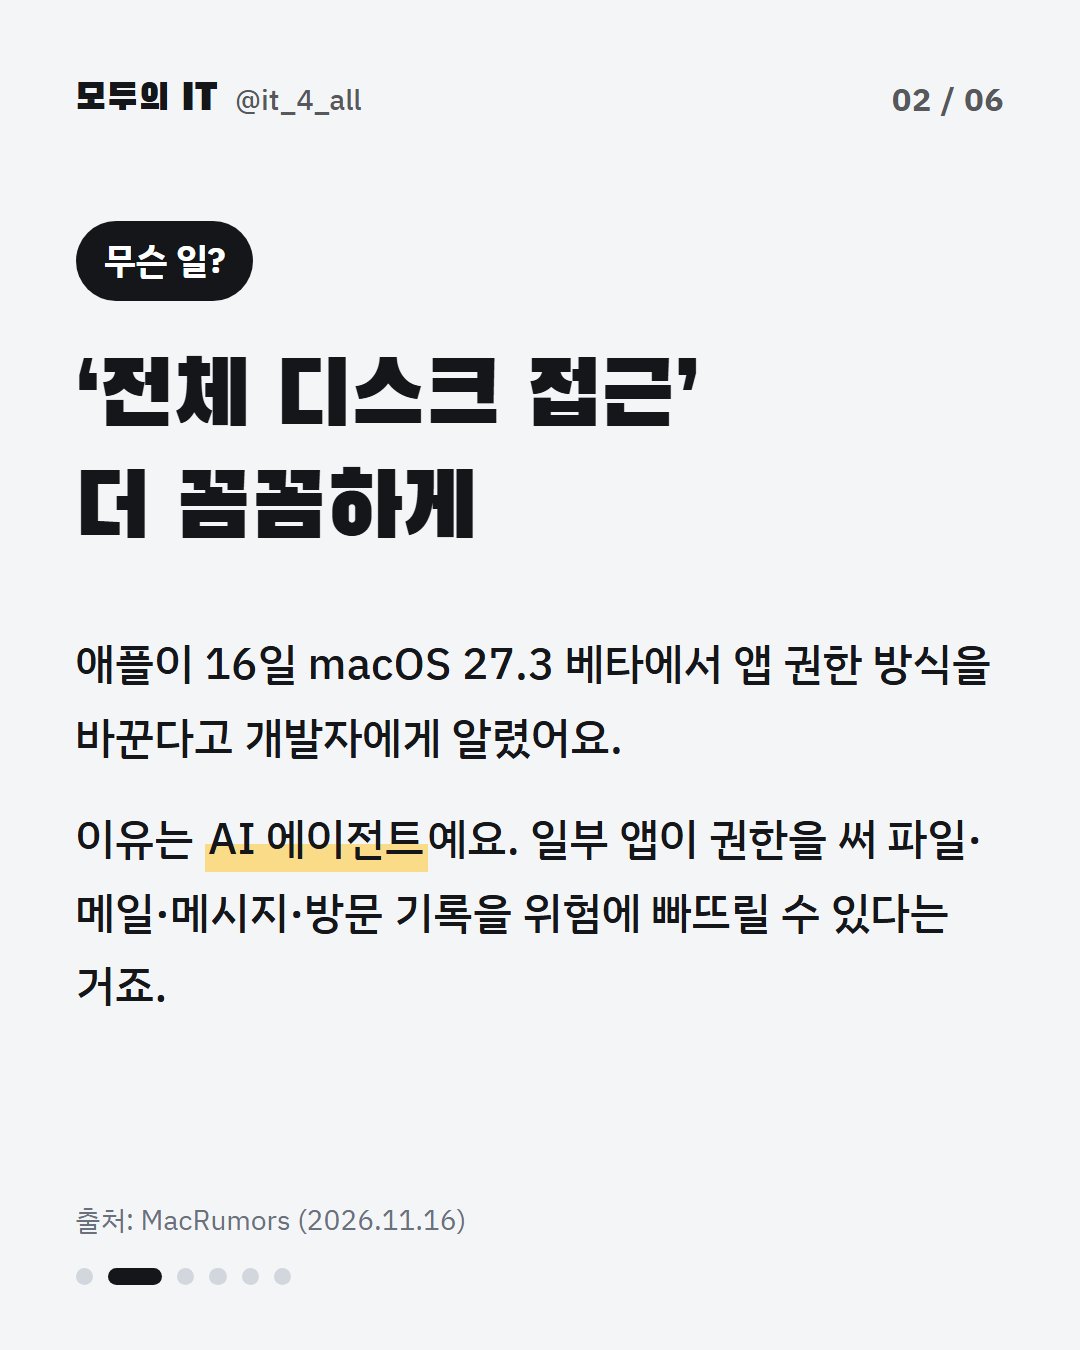 모두의 IT @it_4_all 02 / 06
무슨 일?
‘전체 디스크 접근’
더 꼼꼼하게
애플이 16일 macOS 27.3 베타에서 앱 권한 방식을
바꾼다고 개발자에게 알렸어요.
이유는 AI 에이전트예요. 일부 앱이 권한을 써 파일·
메일·메시지·방문 기록을 위험에 빠뜨릴 수 있다는
거죠.
출처: MacRumors (2026.11.16)